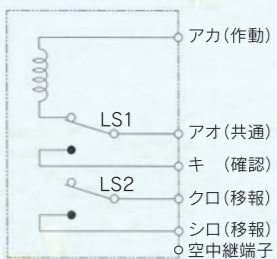 アカ(作動)
LS1
アオ(共通)
キ (確認)
LS2
クロ(移報)
シロ(移報)
空中継端子